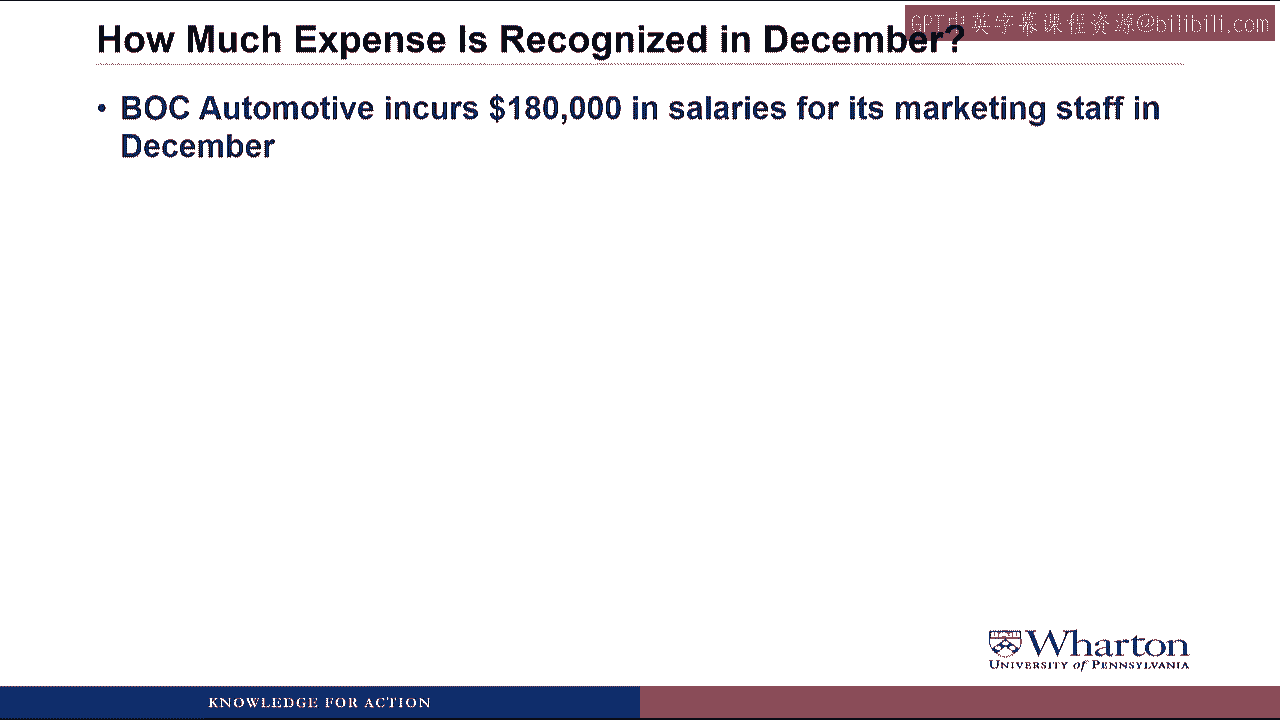 How Much Expense Is Recognized in December?
GPT中英字幕课程资源@bilibili.com
• BOC Automotive incurs $180,000 in salaries for its marketing staff in
December
Wharton
UNIVERSITY of PENNSYLVANIA
KNOWLEDGE FOR ACTION